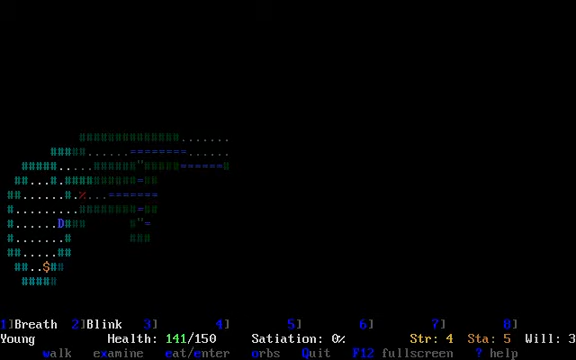 1]Breath 2]Blink 3] 4] 5] 6] 7] 8]
Young Health: 141/150 Satiation: 0% Str: 4 Sta: 5 Will: 3
walk examine eat/enter orbs Quit F12 fullscreen ? help